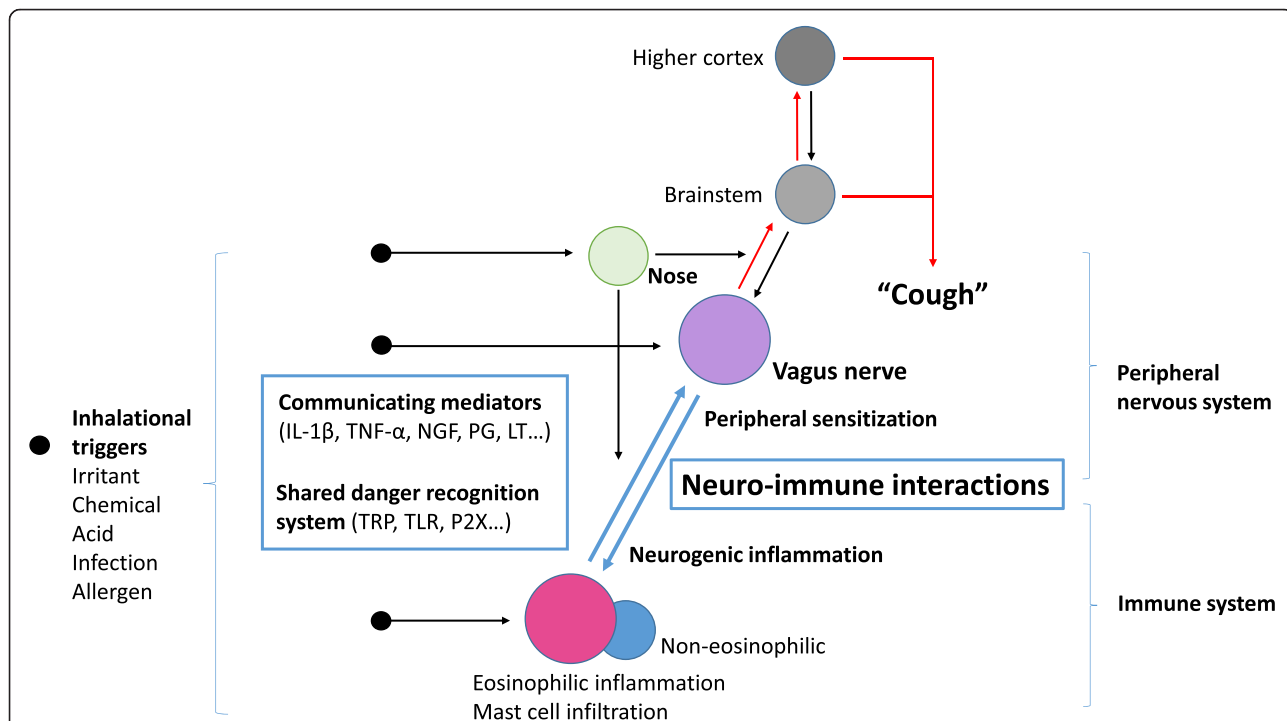 Higher cortex
Brainstem
Nose
“Cough”
Vagus nerve
Peripheral sensitization
Peripheral
nervous system
Communicating mediators
(IL-1β, TNF-α, NGF, PG, LT...)
Shared danger recognition
system (TRP, TLR, P2X...)
Inhalational
triggers
Irritant
Chemical
Acid
Infection
Allergen
Neuro-immune interactions
Neurogenic inflammation
Immune system
Non-eosinophilic
Eosinophilic inflammation
Mast cell infiltration